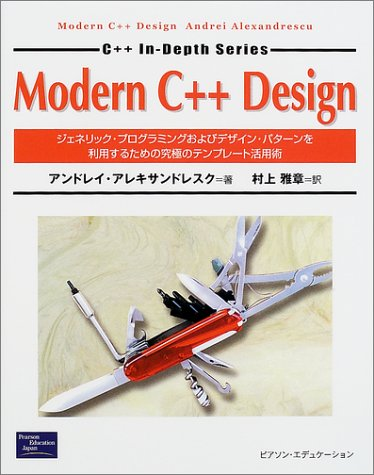 Modern C++ Design Andrei Alexandrescu
C++ In-Depth Series
Modern C++ Design
ジェネリック・プログラミングおよびデザイン・パターンを
利用するための究極のテンプレート活用術
アンドレイ・アレキサンドレスク=著 村上 雅章=訳
Pearson
Education
Japan
ピアソン・エデュケーション